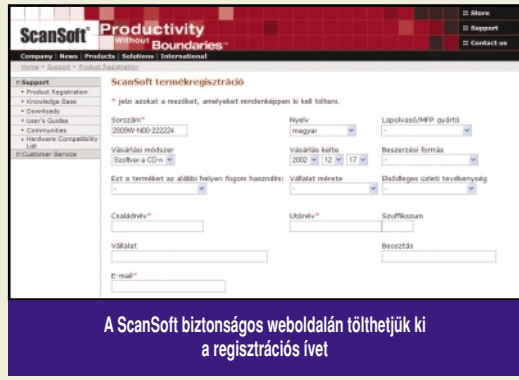 ScanSoft®
Productivity
Without Boundaries™
Store
Support
Contact us
Company | News | Products | Solutions | International
Home > Support > Product Registration
Support
• Product Registration
• Knowledge Base
• Downloads
• User's Guides
• Communities
• Hardware Compatibility List
Customer Service
ScanSoft termékregisztráció
* jelzi azokat a mezőket, amelyeket mindenképpen ki kell tölteni.
Sorszám* Nyelv Lapolvasó/MFP gyártó
2009W-N00-222224 magyar -
Vásárlási módszer Vásárlás kelte Beszerzési forrás
Szoftver a CD-n 2002 12 17 -
Ezt a terméket az alábbi helyen fogom használni: Vállalat mérete Elsődleges üzleti tevékenység
- - -
Családnév* Utónév* Szuffikszum
Vállalat Beosztás
E-mail*
A ScanSoft biztonságos weboldalán tölthetjük ki
a regisztrációs ívet